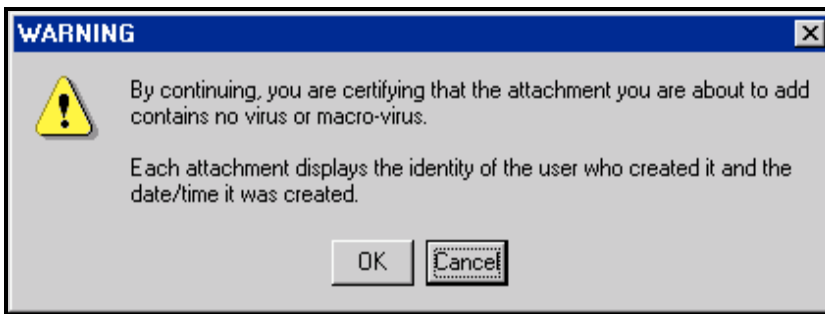 WARNING
By continuing, you are certifying that the attachment you are about to add
contains no virus or macro-virus.
Each attachment displays the identity of the user who created it and the
date/time it was created.
OK Cancel